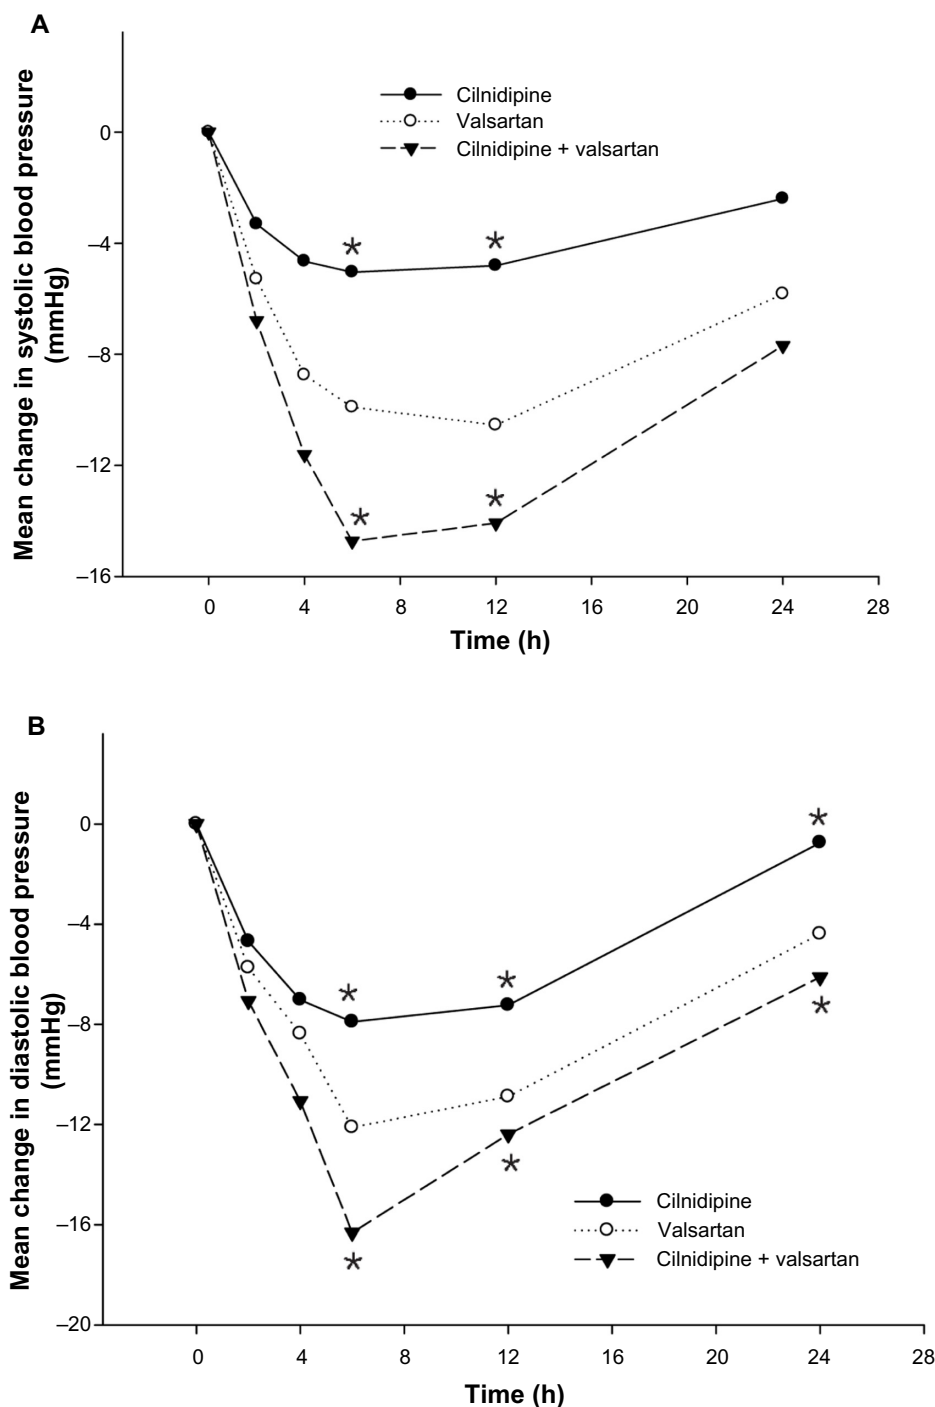 A
Mean change in systolic blood pressure
(mmHg)
Cilnidipine
Valsartan
Cilnidipine + valsartan
0
–4
–8
–12
–16
0 4 8 12 16 20 24 28
Time (h)
B
Mean change in diastolic blood pressure
(mmHg)
0
–4
–8
–12
–16
–20
Cilnidipine
Valsartan
Cilnidipine + valsartan
0 4 8 12 16 20 24 28
Time (h)